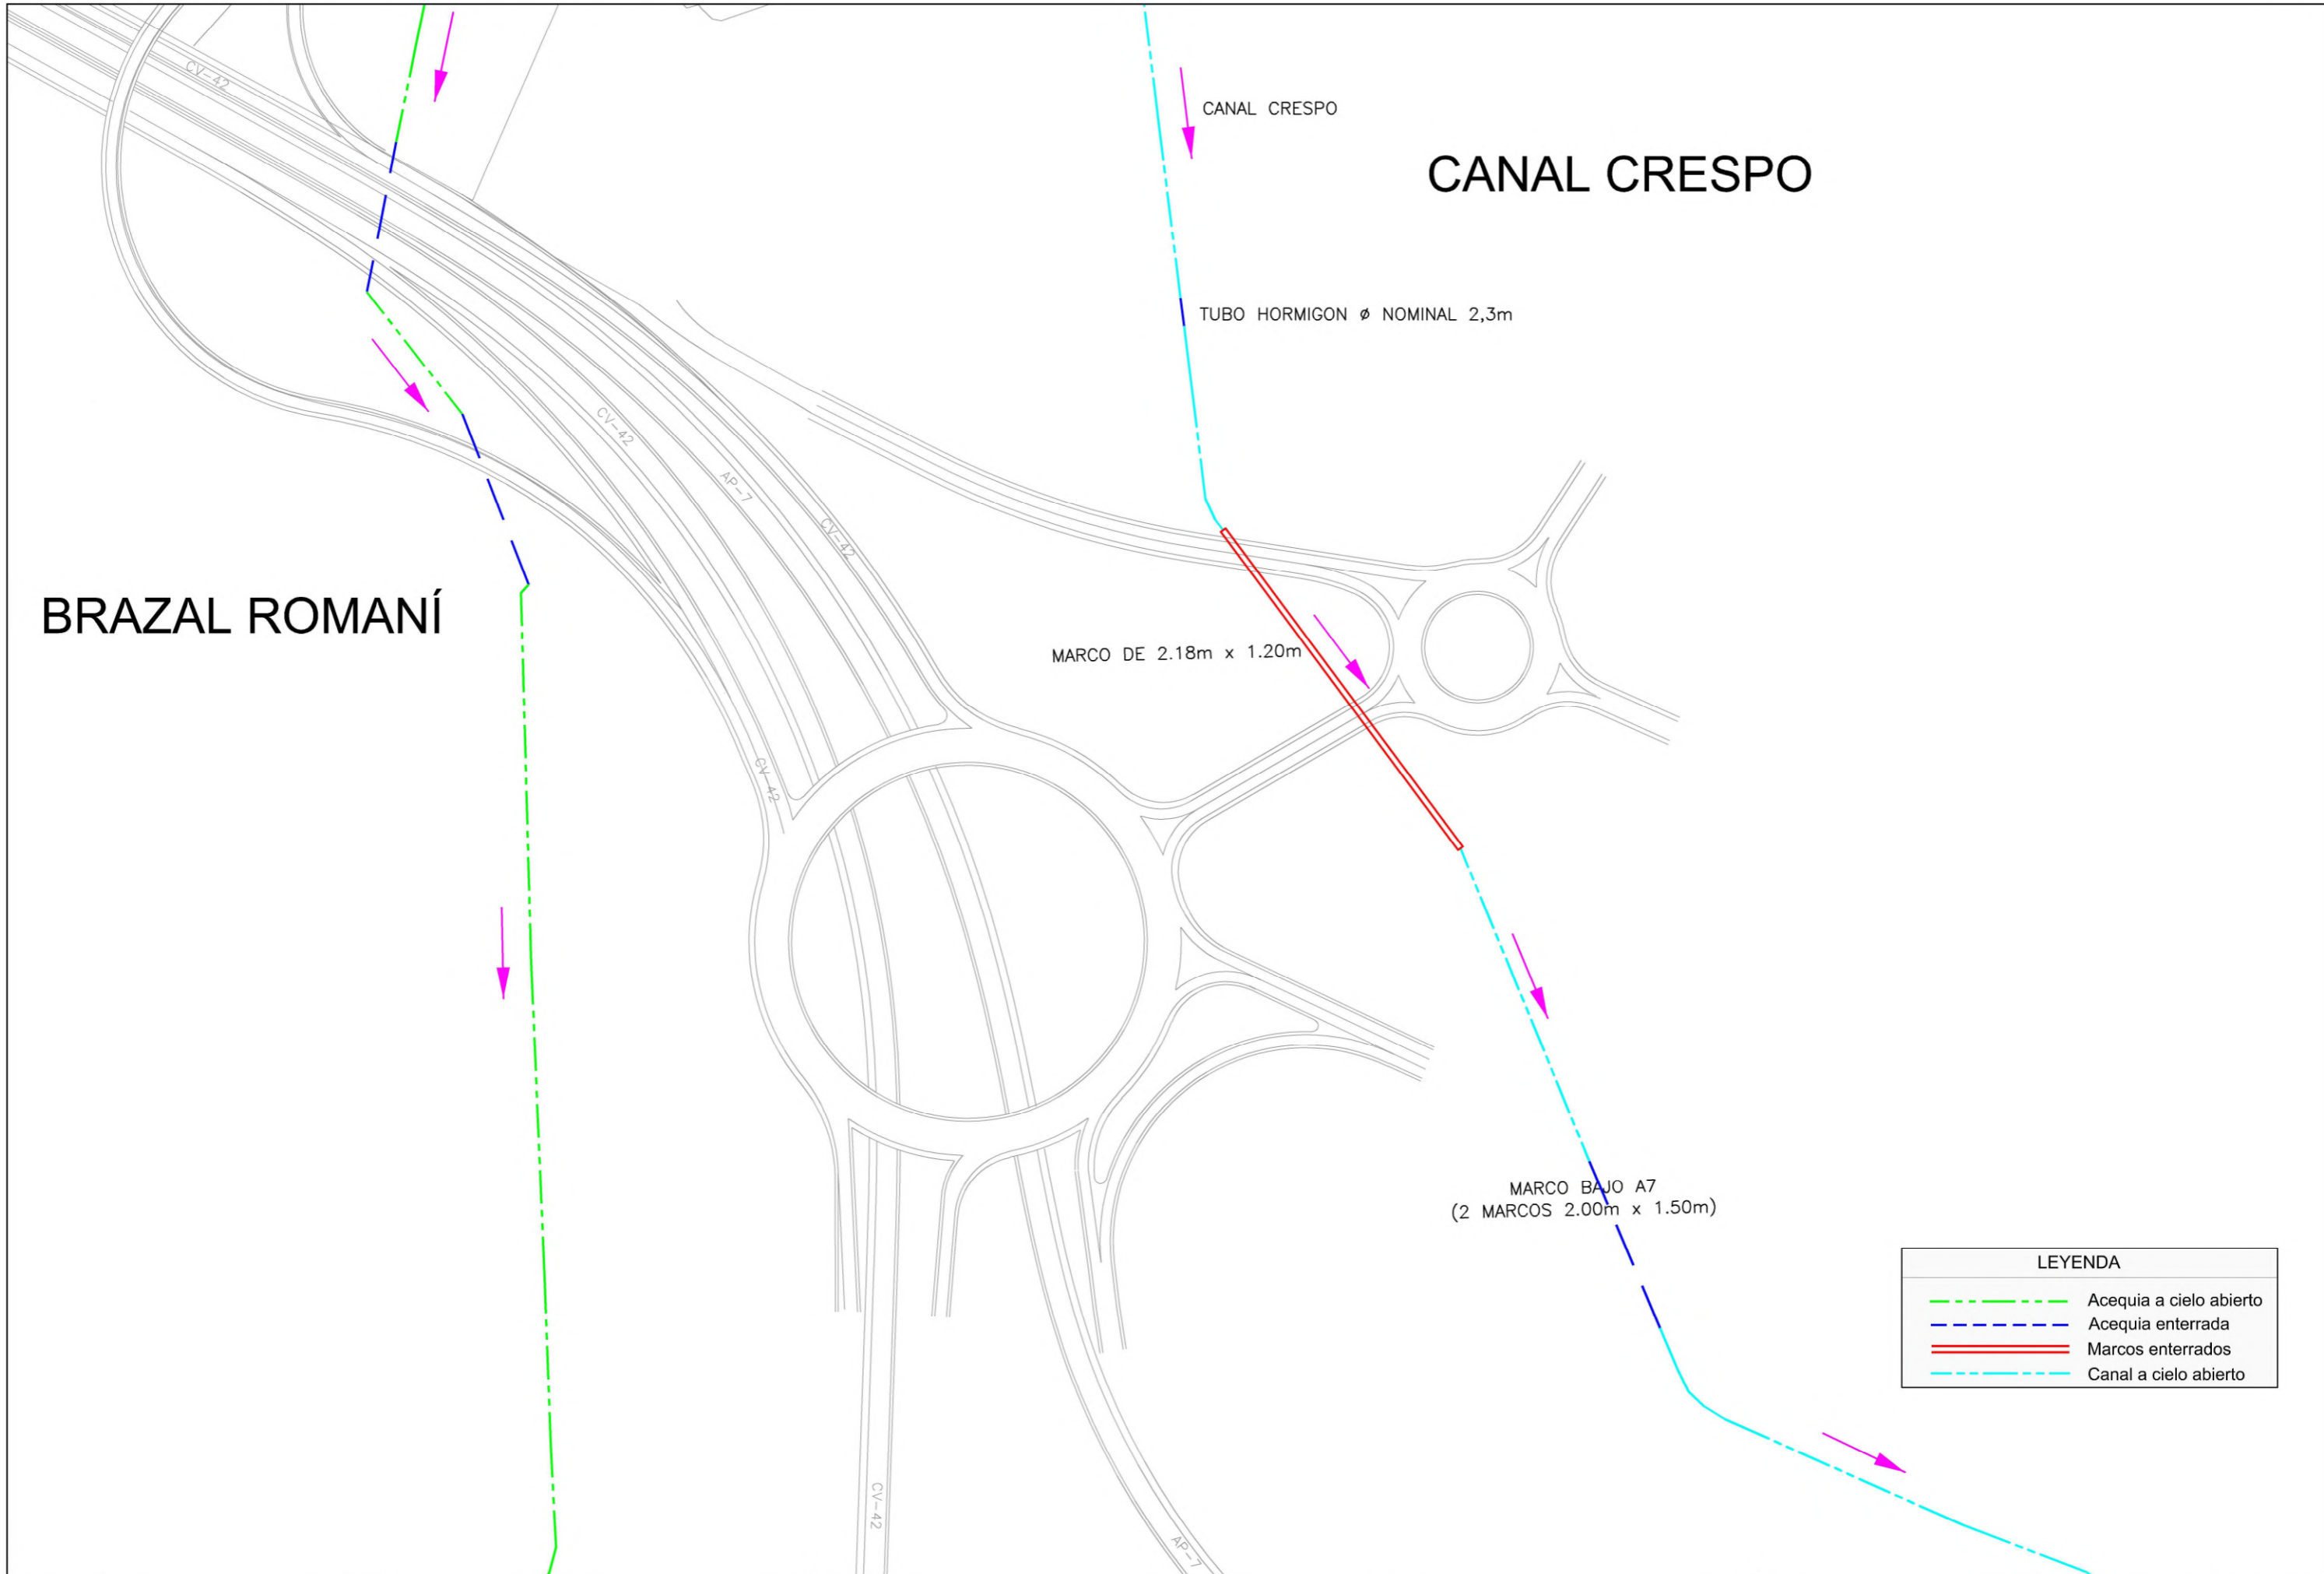 CV-42
CANAL CRESPO
CANAL CRESPO
TUBO HORMIGON ø NOMINAL 2,3m
CV-42
AP-7
CV-42
BRAZAL ROMANÍ
MARCO DE 2.18m x 1.20m
CV-42
MARCO BAJO A7
(2 MARCOS 2.00m x 1.50m)
LEYENDA
Acequia a cielo abierto
Acequia enterrada
Marcos enterrados
Canal a cielo abierto
CV-42
AP-7